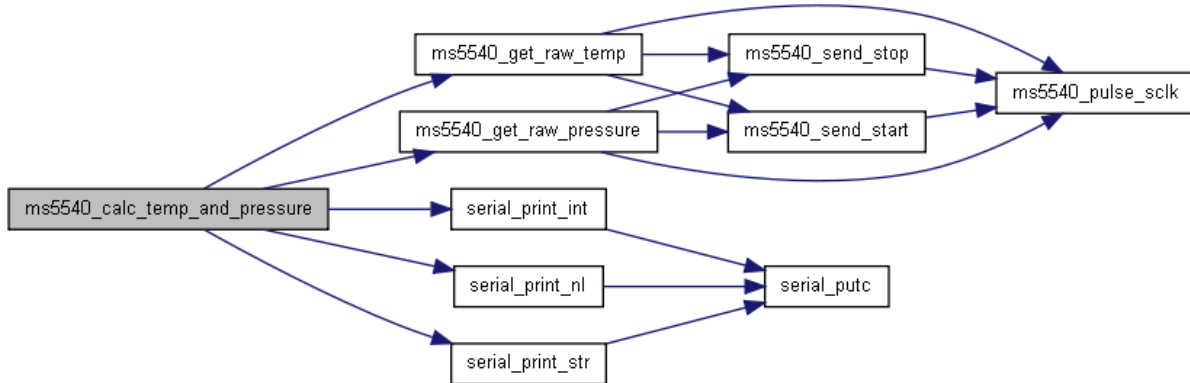 ms5540_get_raw_temp
ms5540_send_stop
ms5540_pulse_sclk
ms5540_get_raw_pressure
ms5540_send_start
ms5540_calc_temp_and_pressure
serial_print_int
serial_print_nl
serial_putc
serial_print_str